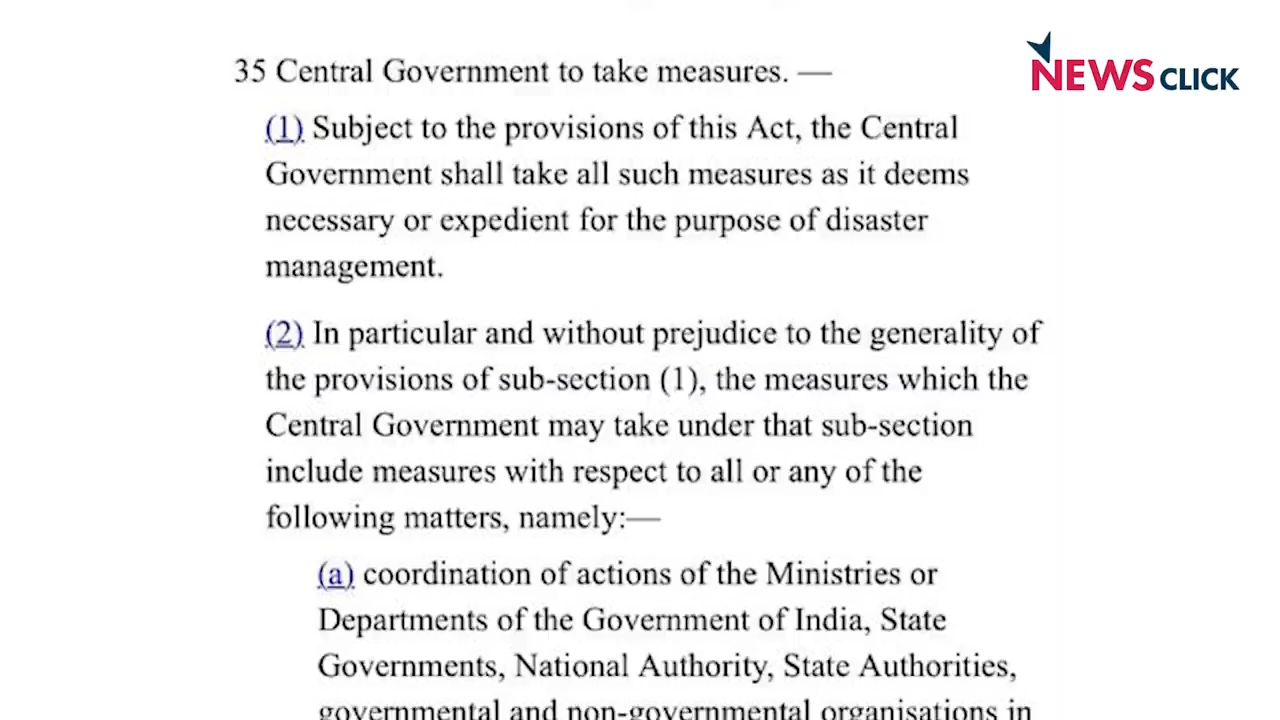 NEWSCLICK
35 Central Government to take measures. —
(1) Subject to the provisions of this Act, the Central
Government shall take all such measures as it deems
necessary or expedient for the purpose of disaster
management.
(2) In particular and without prejudice to the generality of
the provisions of sub-section (1), the measures which the
Central Government may take under that sub-section
include measures with respect to all or any of the
following matters, namely:—
(a) coordination of actions of the Ministries or
Departments of the Government of India, State
Governments, National Authority, State Authorities,
governmental and non-governmental organisations in